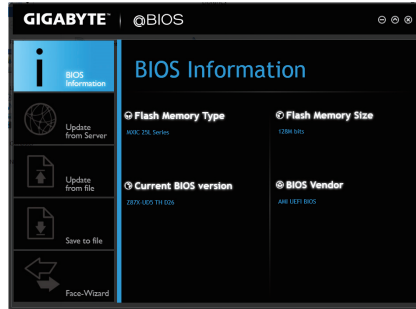 GIGABYTE™ @BIOS
BIOS
Information
Update
from Server
Update
from file
Save to file
Face-Wizard
BIOS Information
Flash Memory Type
MXIC 25L Series
Flash Memory Size
128M bits
Current BIOS version
Z87X-UD5 TH D26
BIOS Vendor
AMI UEFI BIOS